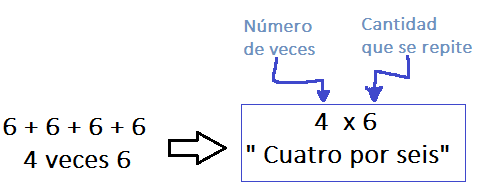 Número
de veces
Cantidad
que se repite
6 + 6 + 6 + 6
4 veces 6
4 x 6
" Cuatro por seis"